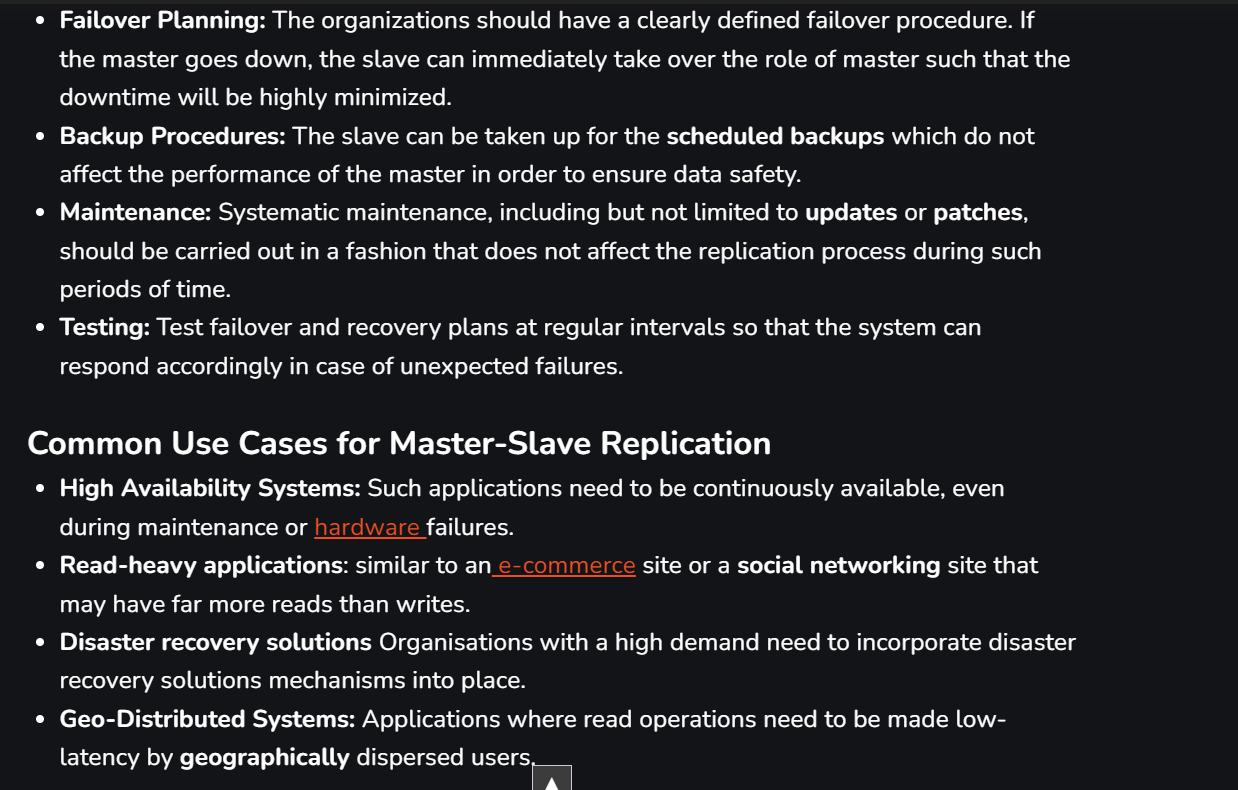 • Failover Planning: The organizations should have a clearly defined failover procedure. If
the master goes down, the slave can immediately take over the role of master such that the
downtime will be highly minimized.
• Backup Procedures: The slave can be taken up for the scheduled backups which do not
affect the performance of the master in order to ensure data safety.
• Maintenance: Systematic maintenance, including but not limited to updates or patches,
should be carried out in a fashion that does not affect the replication process during such
periods of time.
• Testing: Test failover and recovery plans at regular intervals so that the system can
respond accordingly in case of unexpected failures.
Common Use Cases for Master-Slave Replication
• High Availability Systems: Such applications need to be continuously available, even
during maintenance or hardware failures.
• Read-heavy applications: similar to an e-commerce site or a social networking site that
may have far more reads than writes.
• Disaster recovery solutions Organisations with a high demand need to incorporate disaster
recovery solutions mechanisms into place.
• Geo-Distributed Systems: Applications where read operations need to be made low-
latency by geographically dispersed users.